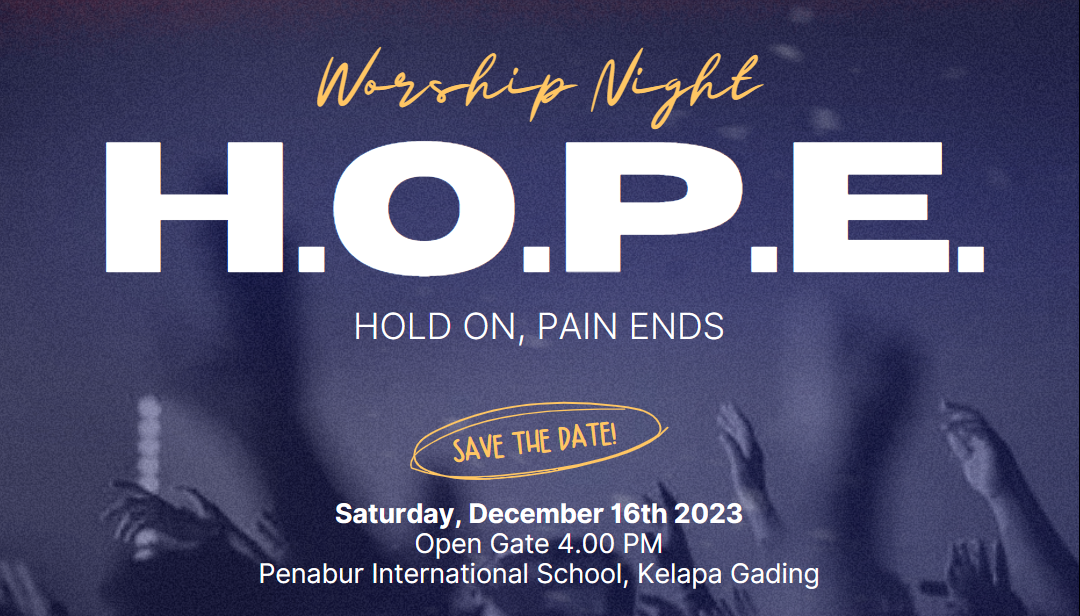 Worship Night
H.O.P.E.
HOLD ON, PAIN ENDS
SAVE THE DATE!
Saturday, December 16th 2023
Open Gate 4.00 PM
Penabur International School, Kelapa Gading